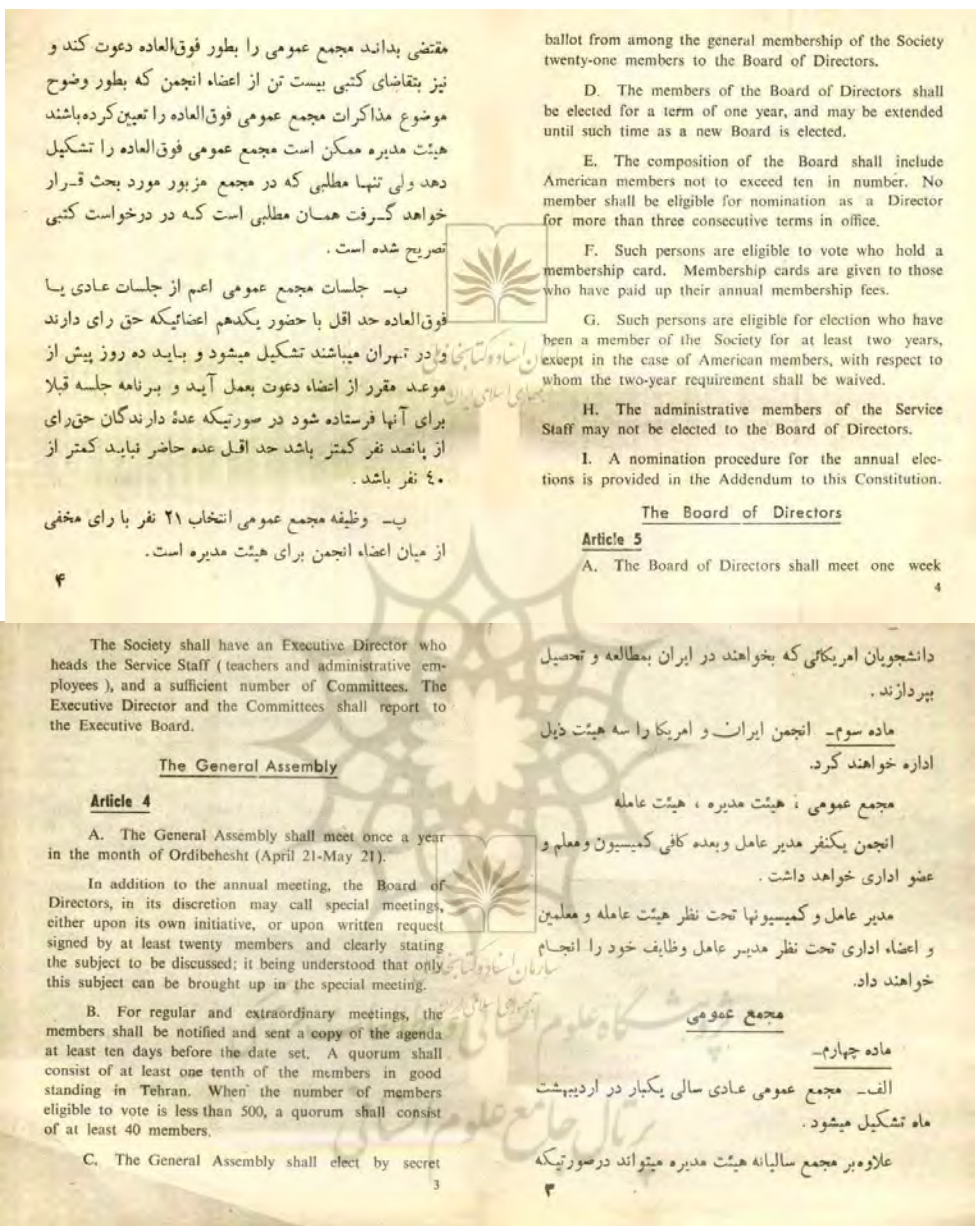 مقتضی بداند مجمع عمومی را بطور فوق‌العاده دعوت کند و
نیز بتقاضای کتبی بیست تن از اعضاء انجمن که بطور وضوح
موضوع مذاکرات مجمع عمومی فوق‌العاده را تعیین کرده باشند
هیئت مدیره ممکن است مجمع عمومی فوق‌العاده را تشکیل
دهد ولی تنها مطلبی که در مجمع مزبور مورد بحث قرار
خواهد گرفت همان مطلبی است که در درخواست کتبی
تصریح شده است .
ب‌ـ جلسات مجمع عمومی اعم از جلسات عادی یا
فوق‌العاده حد اقل با حضور یکدهم اعضائیکه حق رای دارند
و در تهران میباشند تشکیل میشود و باید ده روز پیش از
موعد مقرر از اعضاء دعوت بعمل آید و برنامه جلسه قبلا
برای آنها فرستاده شود در صورتیکه عدهٔ دارندگان حق رای
از پانصد نفر کمتر باشد حد اقل عده حاضر نباید کمتر از
٤٠ نفر باشد .
پ‌ـ وظیفه مجمع عمومی انتخاب ۲۱ نفر با رای مخفی
از میان اعضاء انجمن برای هیئت مدیره است.
۴
ballot from among the general membership of the Society
twenty-one members to the Board of Directors.
D. The members of the Board of Directors shall
be elected for a term of one year, and may be extended
until such time as a new Board is elected.
E. The composition of the Board shall include
American members not to exceed ten in number. No
member shall be eligible for nomination as a Director
for more than three consecutive terms in office.
F. Such persons are eligible to vote who hold a
membership card. Membership cards are given to those
who have paid up their annual membership fees.
G. Such persons are eligible for election who have
been a member of the Society for at least two years,
except in the case of American members, with respect to
whom the two-year requirement shall be waived.
H. The administrative members of the Service
Staff may not be elected to the Board of Directors.
I. A nomination procedure for the annual elec-
tions is provided in the Addendum to this Constitution.
The Board of Directors
Article 5
A. The Board of Directors shall meet one week
4
The Society shall have an Executive Director who
heads the Service Staff ( teachers and administrative em-
ployees ), and a sufficient number of Committees. The
Executive Director and the Committees shall report to
the Executive Board.
The General Assembly
Article 4
A. The General Assembly shall meet once a year
in the month of Ordibehesht (April 21-May 21).
In addition to the annual meeting, the Board of
Directors, in its discretion may call special meetings,
either upon its own initiative, or upon written request
signed by at least twenty members and clearly stating
the subject to be discussed; it being understood that only
this subject can be brought up in the special meeting.
B. For regular and extraordinary meetings, the
members shall be notified and sent a copy of the agenda
at least ten days before the date set. A quorum shall
consist of at least one tenth of the members in good
standing in Tehran. When the number of members
eligible to vote is less than 500, a quorum shall consist
of at least 40 members.
C. The General Assembly shall elect by secret
3
دانشجویان امریکائی که بخواهند در ایران بمطالعه و تحصیل
بپردازند .
ماده سوم‌ـ انجمن ایران و امریکا را سه هیئت ذیل
اداره خواهند کرد.
مجمع عمومی ؛ هیئت مدیره ، هیئت عامله
انجمن یکنفر مدیر عامل وبعده کافی کمیسیون و معلم و
عضو اداری خواهد داشت .
مدیر عامل و کمیسیونها تحت نظر هیئت عامله و معلمین
و اعضاء اداری تحت نظر مدیر عامل وظایف خود را انجام
خواهند داد.
مجمع عمومی
ماده چهارم‌ـ
الف‌ـ مجمع عمومی عادی سالی یکبار در اردیبهشت
ماه تشکیل میشود .
علاوه‌بر مجمع سالیانه هیئت مدیره میتواند درصورتیکه
۳
پژوهشگاه علوم انسانی و
پرتال جامع علوم انسانی